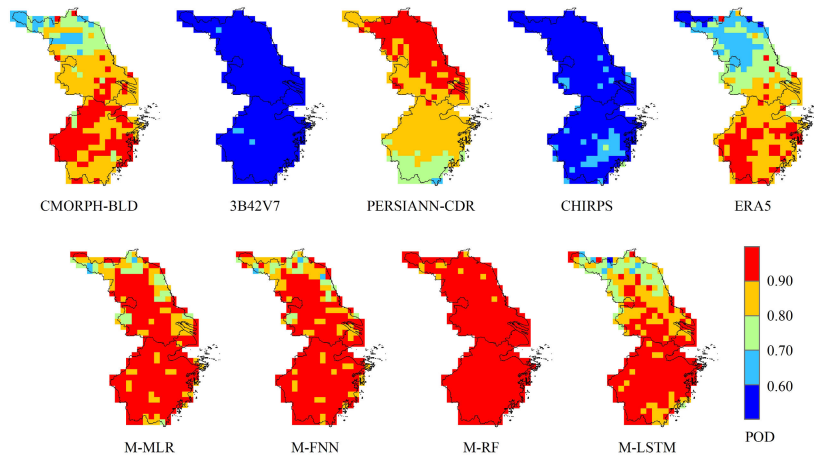 CMORPH-BLD
3B42V7
PERSIANN-CDR
CHIRPS
ERA5
0.90
0.80
0.70
0.60
POD
M-MLR
M-FNN
M-RF
M-LSTM